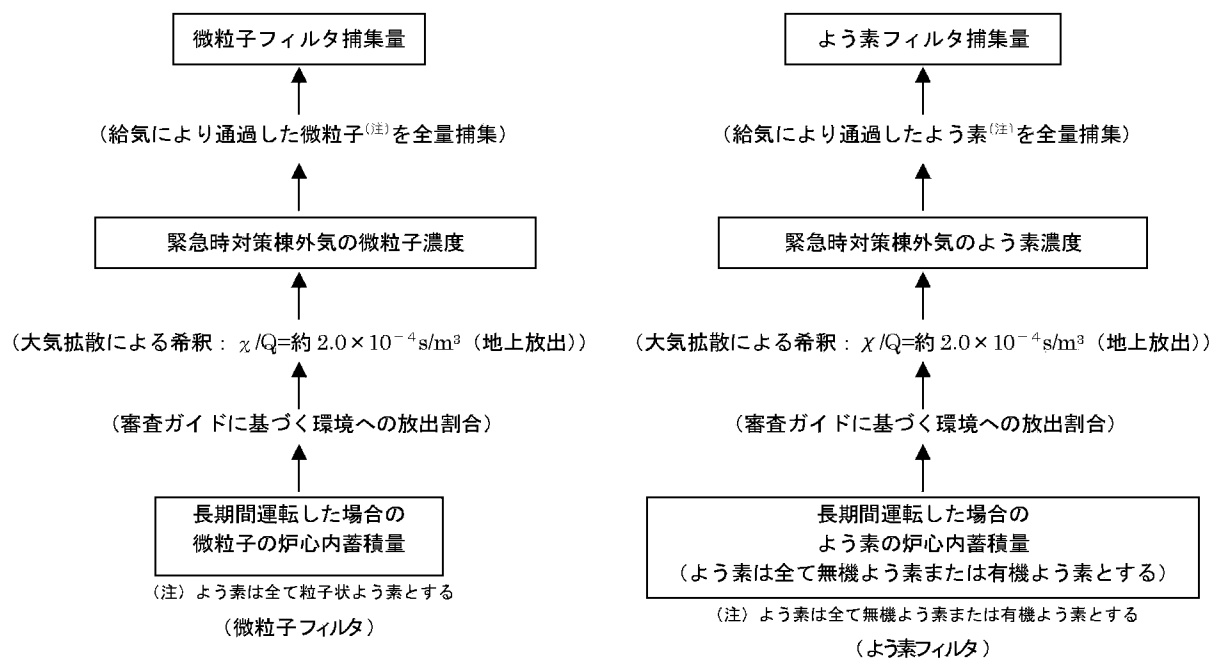 微粒子フィルタ捕集量
(給気により通過した微粒子(注)を全量捕集)
緊急時対策棟外気の微粒子濃度
(大気拡散による希釈: χ/Q=約 2.0×10⁻⁴s/m³ (地上放出))
(審査ガイドに基づく環境への放出割合)
長期間運転した場合の
微粒子の炉心内蓄積量
(注) よう素は全て粒子状よう素とする
(微粒子フィルタ)
よう素フィルタ捕集量
(給気により通過したよう素(注)を全量捕集)
緊急時対策棟外気のよう素濃度
(大気拡散による希釈: χ/Q=約 2.0×10⁻⁴s/m³ (地上放出))
(審査ガイドに基づく環境への放出割合)
長期間運転した場合の
よう素の炉心内蓄積量
(よう素は全て無機よう素または有機よう素とする)
(注) よう素は全て無機よう素または有機よう素とする
(よう素フィルタ)